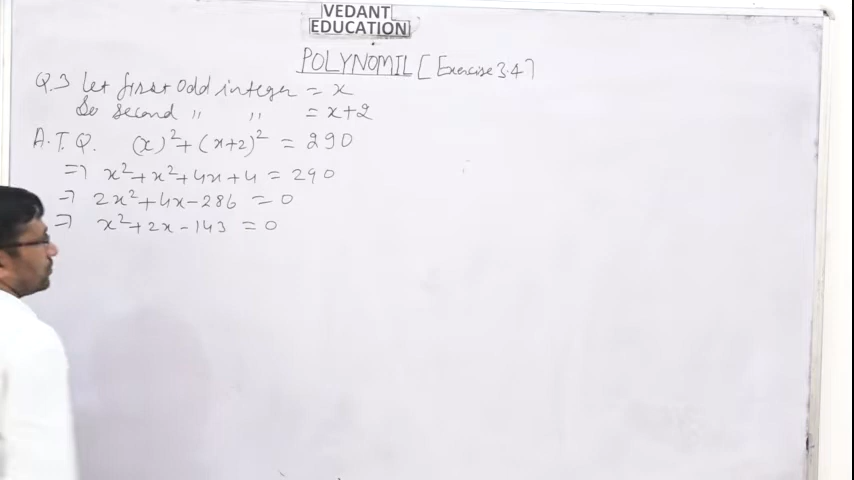 VEDANT
EDUCATION
POLYNOMIL [Exercise 3.4]
Q.3 Let first odd integer = x
So second ,, ,, = x+2
A.T.Q. (x)²+(x+2)² = 290
⇒ x²+x²+4x+4 = 290
⇒ 2x²+4x-286 = 0
⇒ x²+2x-143 = 0